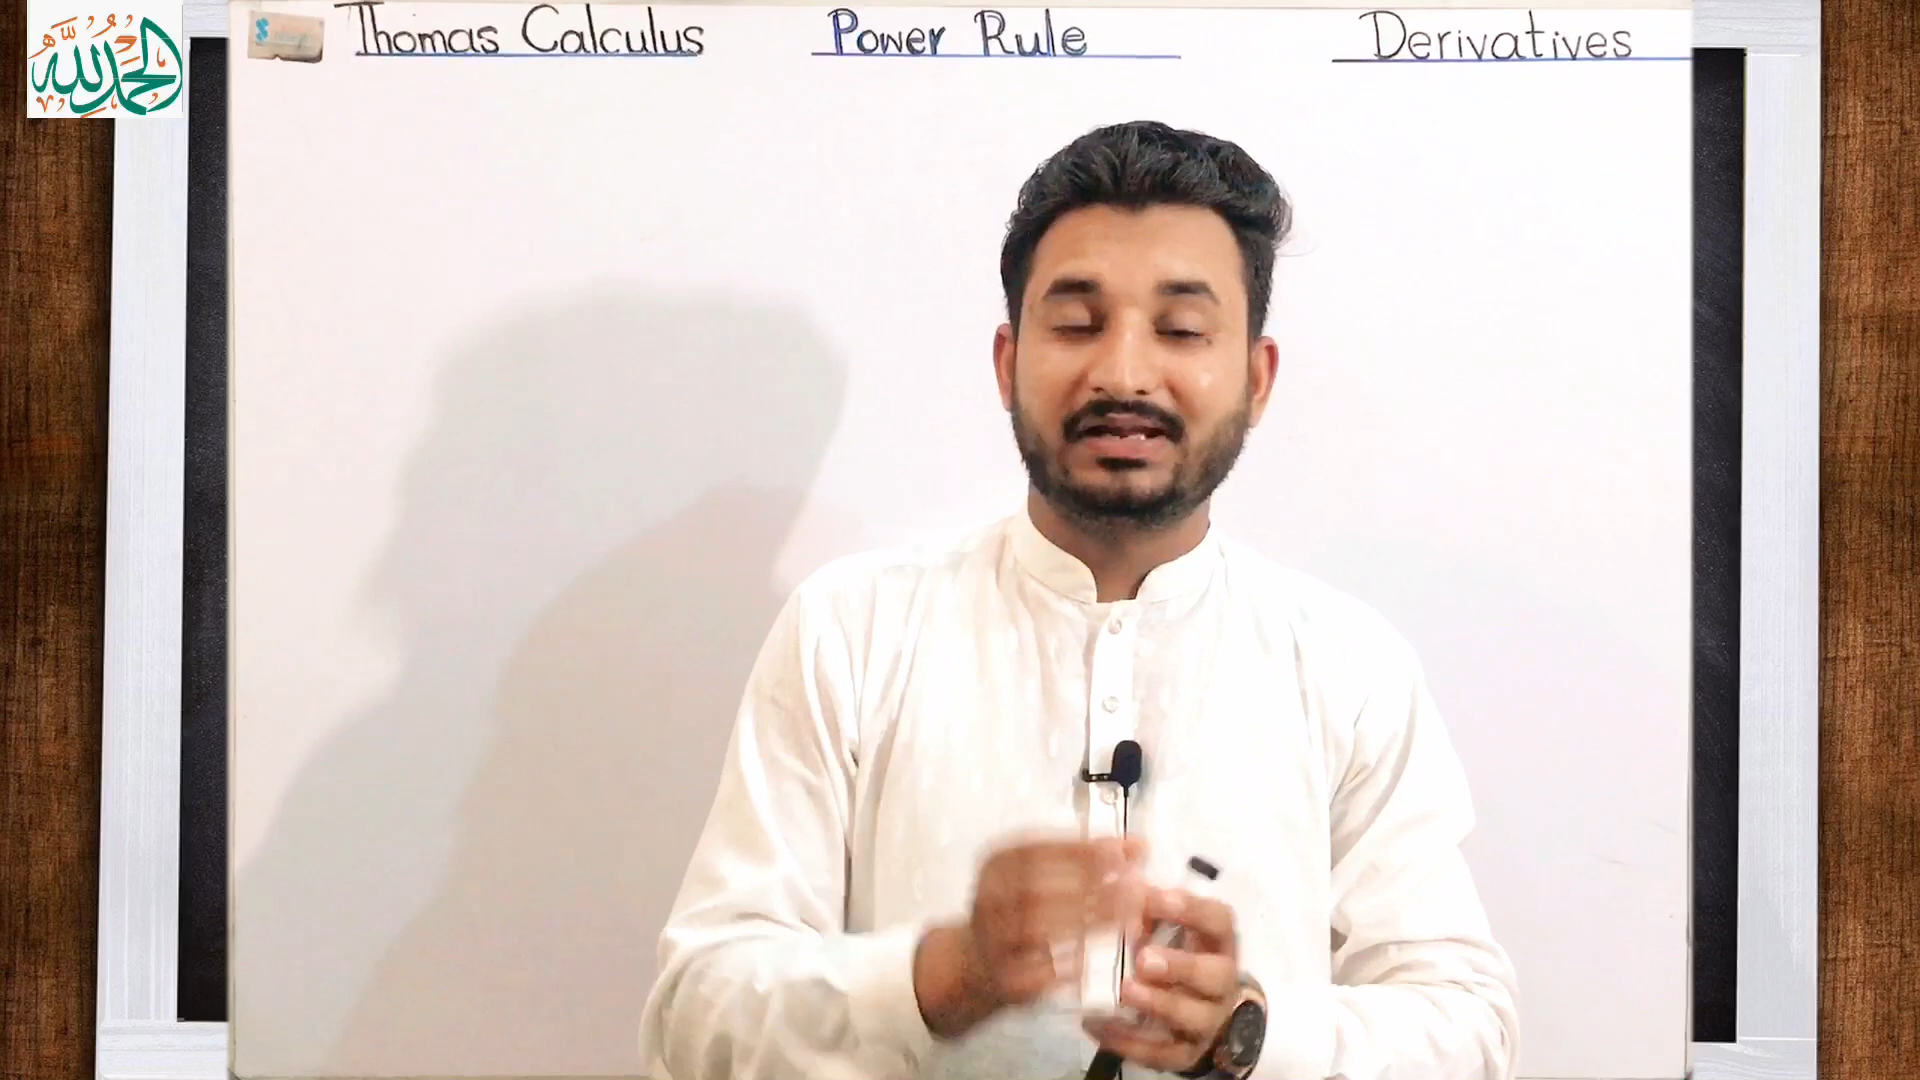 الحمد لله
Thomas Calculus Power Rule Derivatives